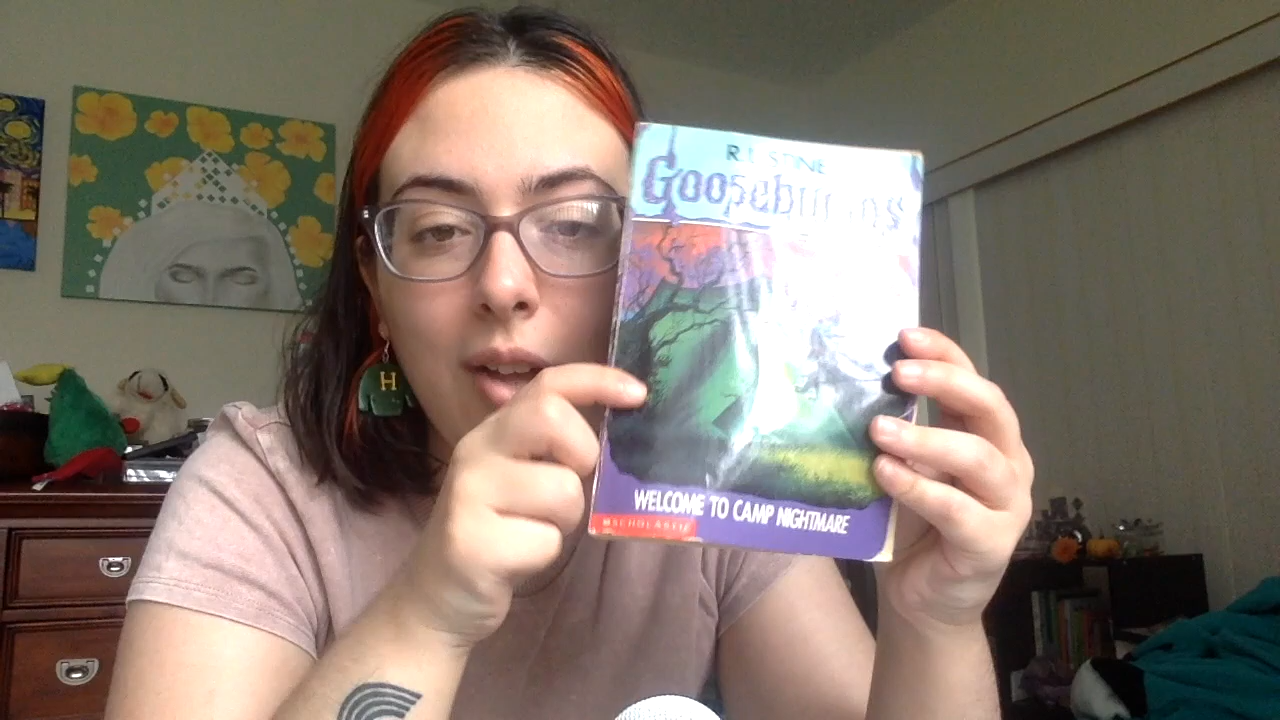 R.L. STINE
Goosebumps
WELCOME TO CAMP NIGHTMARE
SCHOLASTIC
H